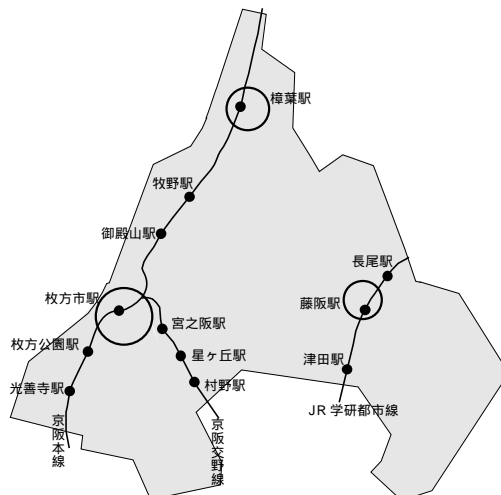 樟葉駅
牧野駅
御殿山駅
長尾駅
枚方市駅
藤阪駅
宮之阪駅
枚方公園駅
星ヶ丘駅
津田駅
光善寺駅
村野駅
JR 学研都市線
京阪本線
京阪交野線